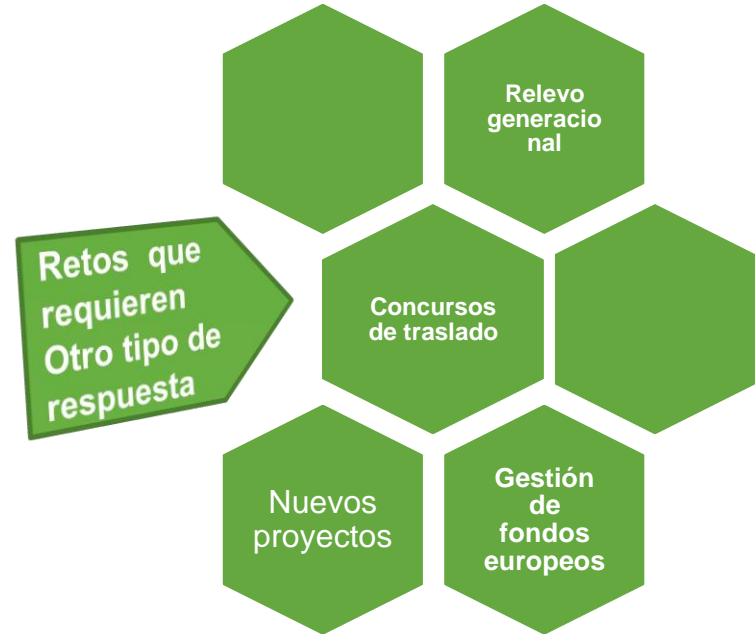 Relevo
generacio
nal
Retos que
requieren
Otro tipo de
respuesta
Concursos
de traslado
Nuevos
proyectos
Gestión
de
fondos
europeos